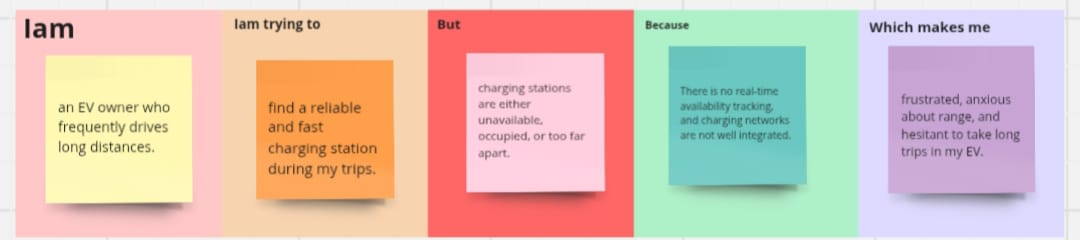 Iam
an EV owner who
frequently drives
long distances.
Iam trying to
find a reliable
and fast
charging station
during my trips.
But
charging stations
are either
unavailable,
occupied, or too far
apart.
Because
There is no real-time
availability tracking,
and charging networks
are not well integrated.
Which makes me
frustrated, anxious
about range, and
hesitant to take long
trips in my EV.